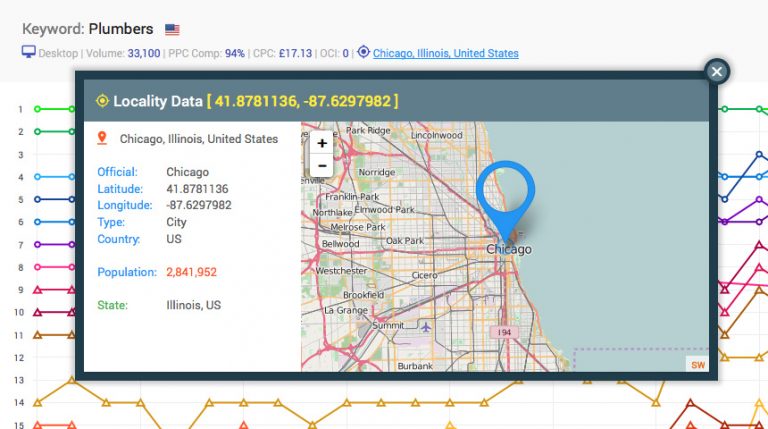 Keyword: Plumbers
Desktop | Volume: 33,100 | PPC Comp: 94% | CPC: £17.13 | OCI: 0 | Chicago, Illinois, United States
Locality Data [ 41.8781136, -87.6297982 ]
Chicago, Illinois, United States
Official: Chicago
Latitude: 41.8781136
Longitude: -87.6297982
Type: City
Country: US
Population: 2,841,952
State: Illinois, US
+
−
Park Ridge
Lincolnwood
Norridge
Franklin Park
Northlake
Elmwood Park
Melrose Park
Bellwood
Oak Park
Chicago
Westchester
Cicero
Brookfield
La Grange
Summit
I 94
Burbank
SW
1
2
3
4
5
6
7
8
9
10
11
12
13
14
15